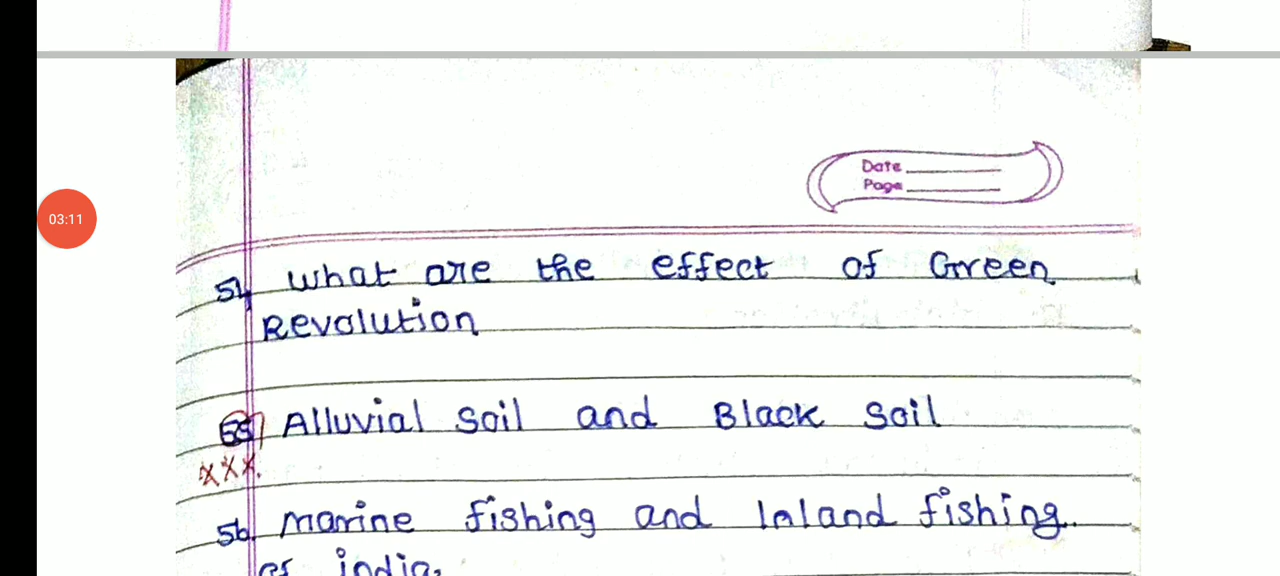 Date
Page
03:11
54, What are the effect of Green
Revolution
55) Alluvial Soil and Black Soil
xxx.
56. Marine fishing and Inland fishing.
of india.